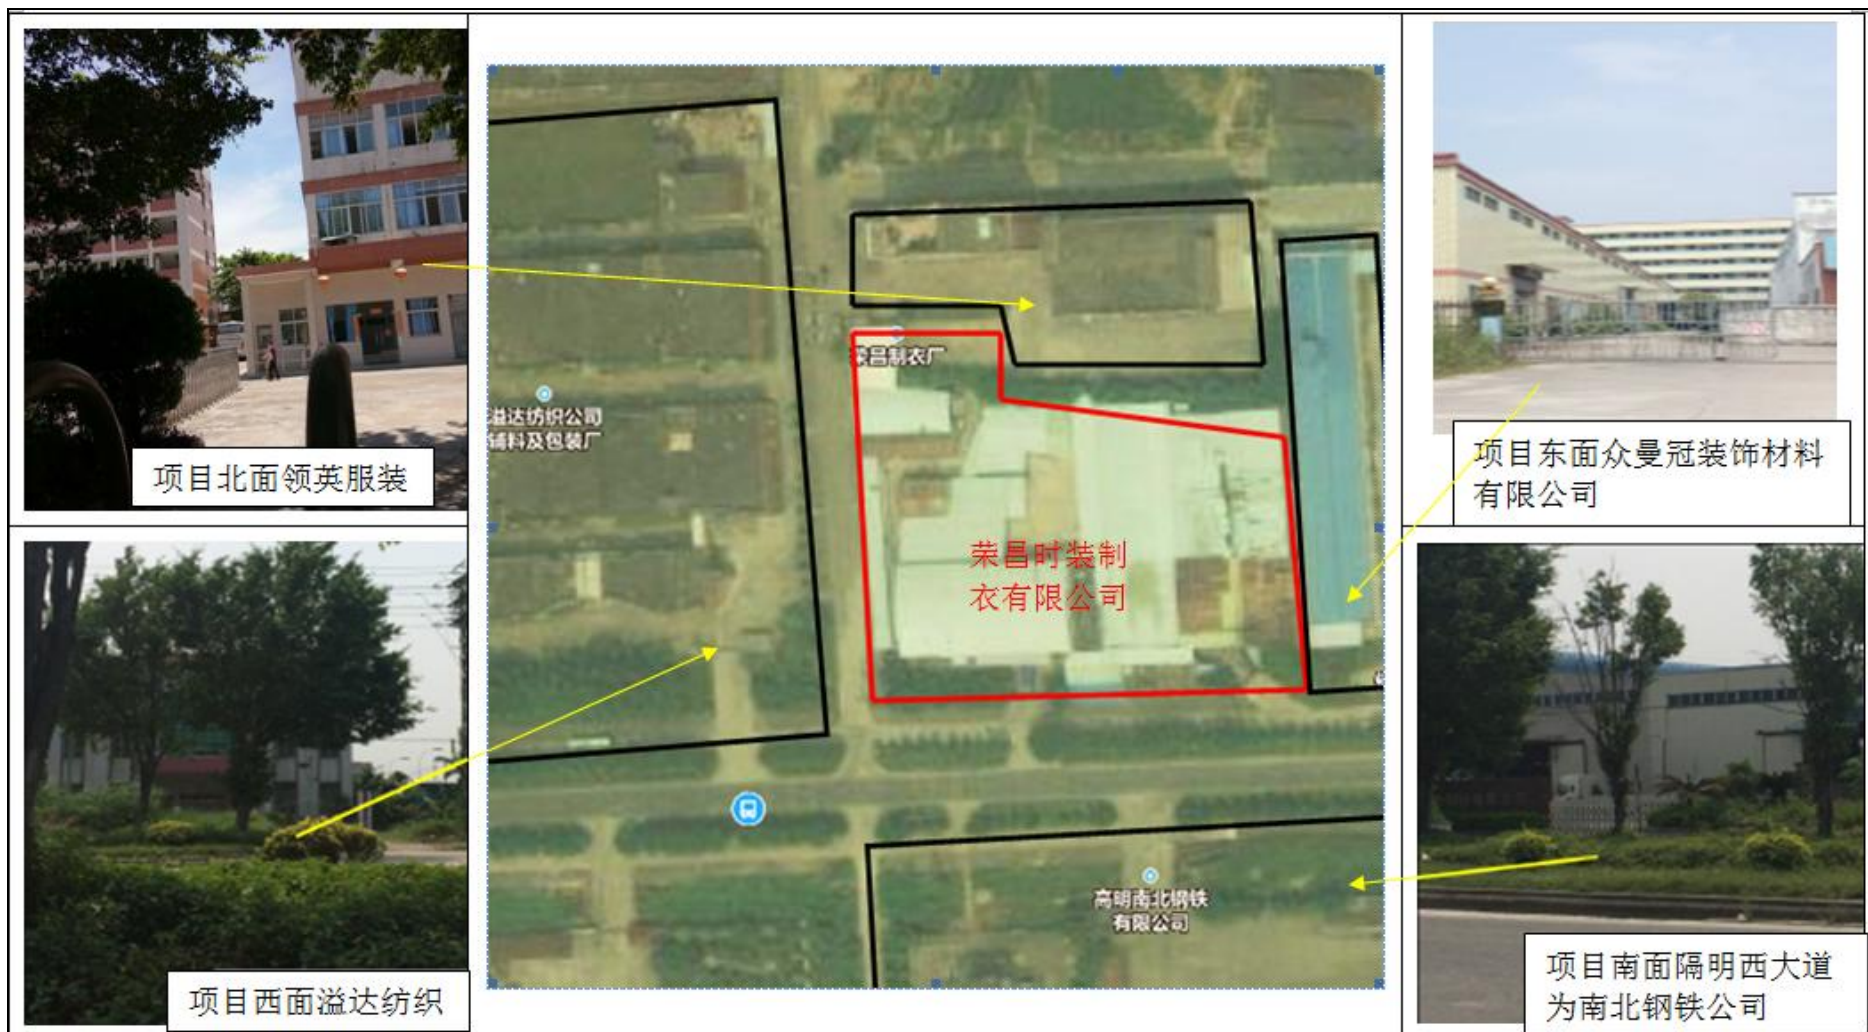 项目北面领英服装
荣昌制衣厂
溢达纺织公司
辅料及包装厂
荣昌时装制
衣有限公司
高明南北钢铁
有限公司
项目东面众曼冠装饰材料
有限公司
项目西面溢达纺织
项目南面隔明西大道
为南北钢铁公司